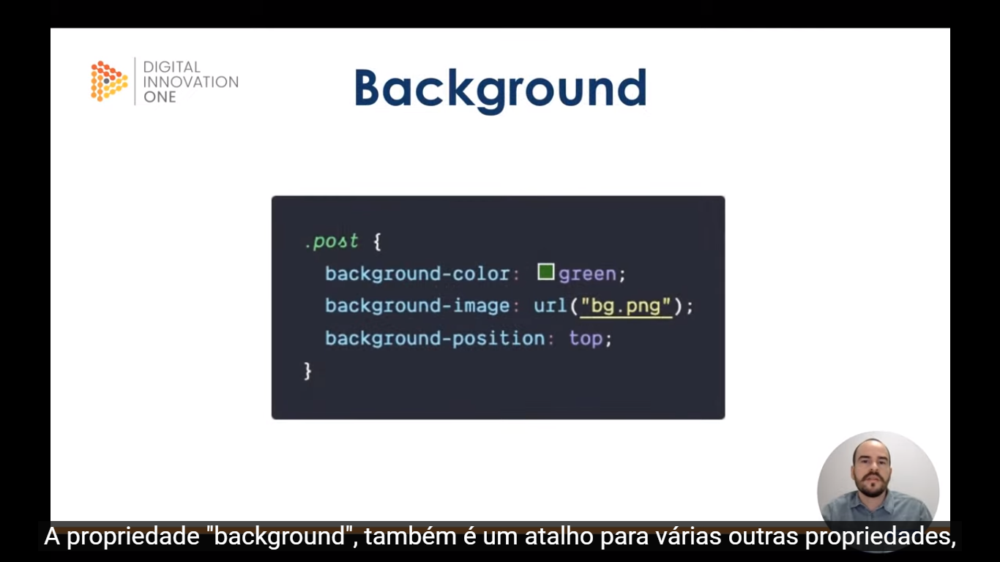 DIGITAL
INNOVATION
ONE
Background
.post {
background-color: green;
background-image: url("bg.png");
background-position: top;
}
A propriedade "background", também é um atalho para várias outras propriedades,